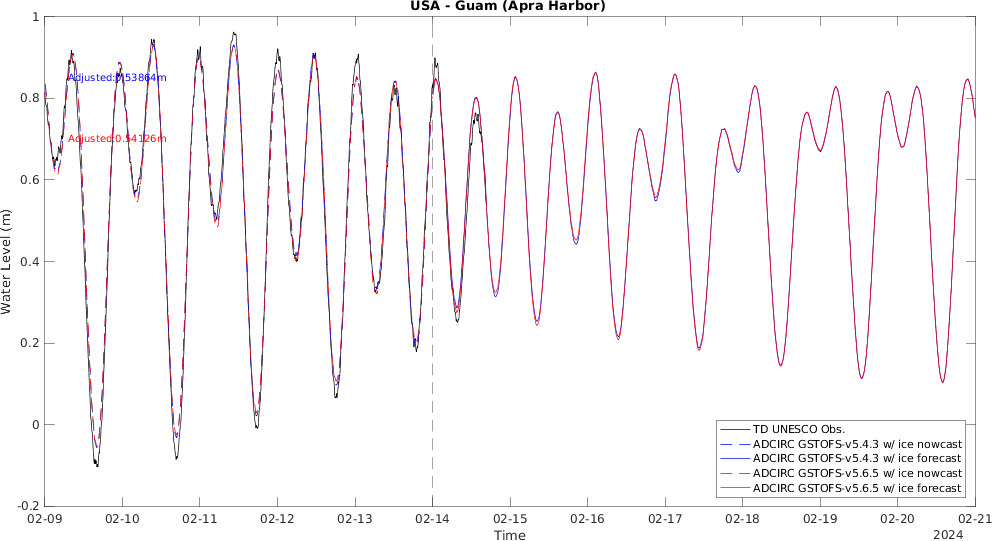 USA - Guam (Apra Harbor)
1
0.8
0.6
0.4
0.2
0
-0.2
Water Level (m)
Adjusted:0.53864m
Adjusted:0.54126m
TD UNESCO Obs.
ADCIRC GSTOFS-v5.4.3 w/ ice nowcast
ADCIRC GSTOFS-v5.4.3 w/ ice forecast
ADCIRC GSTOFS-v5.6.5 w/ ice nowcast
ADCIRC GSTOFS-v5.6.5 w/ ice forecast
02-09 02-10 02-11 02-12 02-13 02-14 02-15 02-16 02-17 02-18 02-19 02-20 02-21
Time
2024